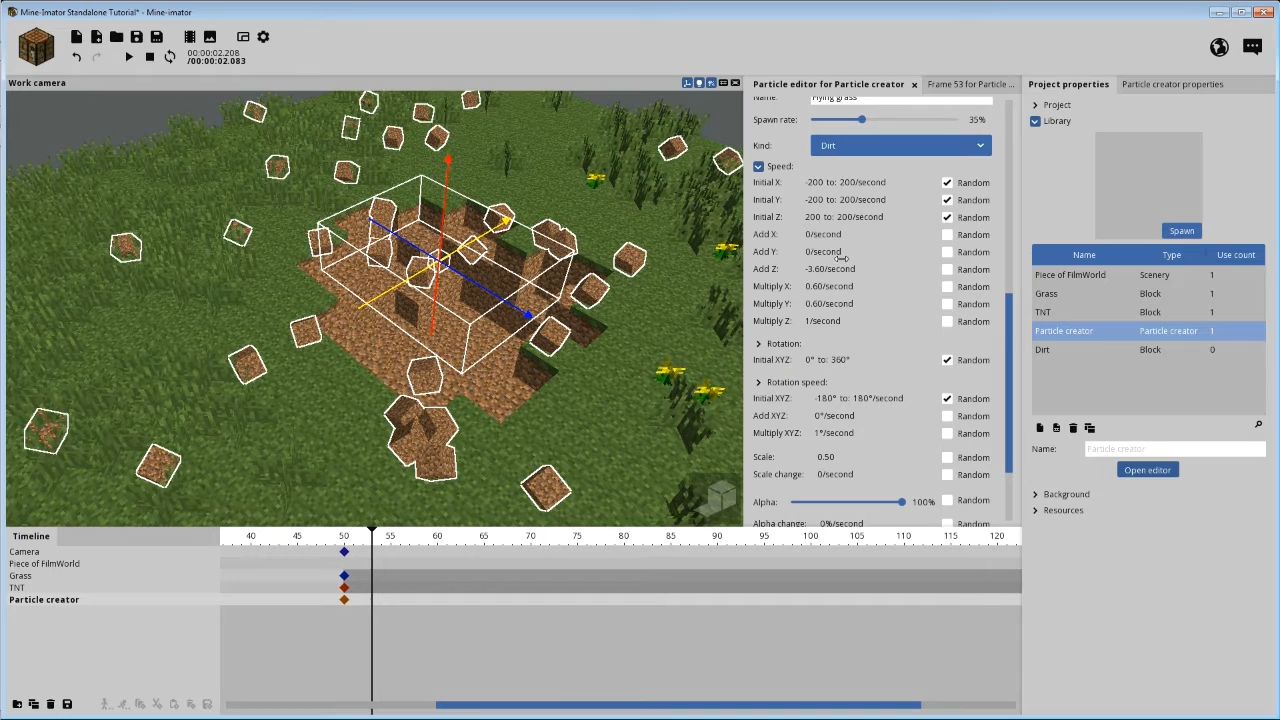 Mine-Imator Standalone Tutorial* - Mine-imator
00:00:02.208
/00:00:02.083
Work camera
Particle editor for Particle creator
Frame 53 for Particle ...
Project properties
Particle creator properties
Name: Flying grass
Spawn rate: 35%
Kind: Dirt
Speed:
Initial X: -200 to: 200/second Random
Initial Y: -200 to: 200/second Random
Initial Z: 200 to: 200/second Random
Add X: 0/second Random
Add Y: 0/second Random
Add Z: -3.60/second Random
Multiply X: 0.60/second Random
Multiply Y: 0.60/second Random
Multiply Z: 1/second Random
Rotation:
Initial XYZ: 0° to: 360° Random
Rotation speed:
Initial XYZ: -180° to: 180°/second Random
Add XYZ: 0°/second Random
Multiply XYZ: 1°/second Random
Scale: 0.50 Random
Scale change: 0/second Random
Alpha: 100% Random
Alpha change: 0%/second Random
Project
Library
Spawn
Name Type Use count
Piece of FilmWorld Scenery 1
Grass Block 1
TNT Block 1
Particle creator Particle creator 1
Dirt Block 0
Name: Particle creator
Open editor
Background
Resources
Timeline
40 45 50 55 60 65 70 75 80 85 90 95 100 105 110 115 120
Camera
Piece of FilmWorld
Grass
TNT
Particle creator